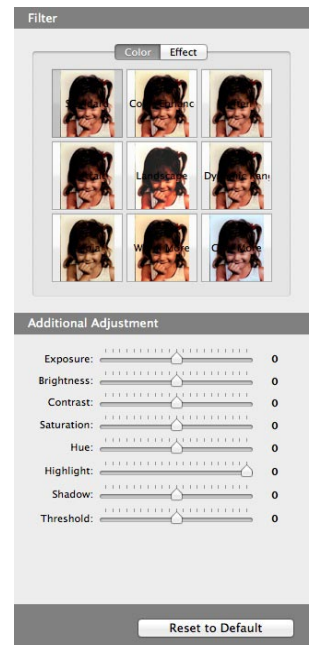 Filter
Color Effect
Landscape
Additional Adjustment
Exposure: 0
Brightness: 0
Contrast: 0
Saturation: 0
Hue: 0
Highlight: 0
Shadow: 0
Threshold: 0
Reset to Default